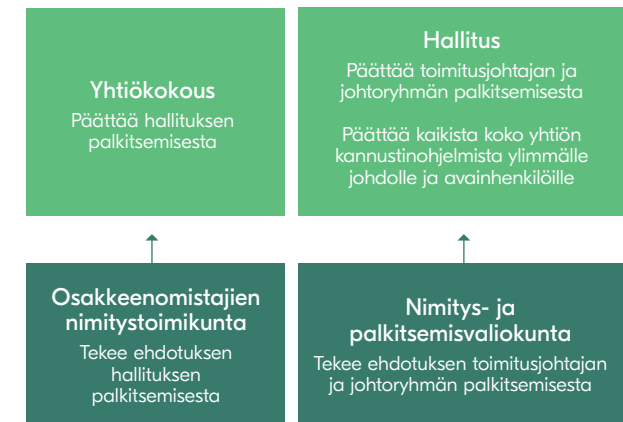 Yhtiökokous
Päättää hallituksen
palkitsemisesta
Hallitus
Päättää toimitusjohtajan ja
johtoryhmän palkitsemisesta
Päättää kaikista koko yhtiön
kannustinohjelmista ylimmälle
johdolle ja avainhenkilöille
Osakkeenomistajien
nimitystoimikunta
Tekee ehdotuksen
hallituksen
palkitsemisesta
Nimitys- ja
palkitsemisvaliokunta
Tekee ehdotuksen toimitusjohtajan
ja johtoryhmän palkitsemisesta